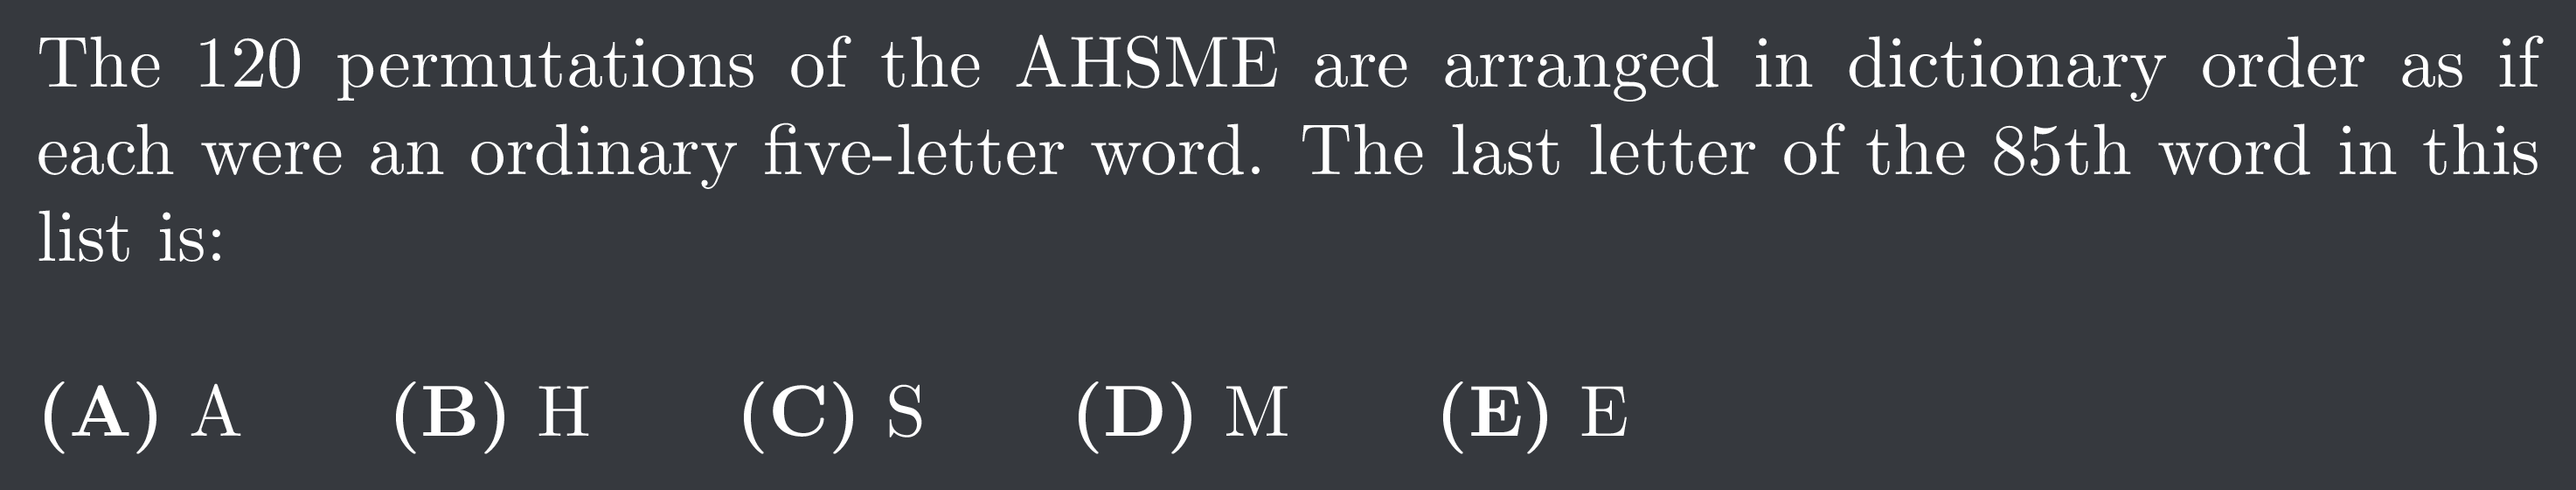 The 120 permutations of the AHSME are arranged in dictionary order as if
each were an ordinary five-letter word. The last letter of the 85th word in this
list is:
(A) A (B) H (C) S (D) M (E) E